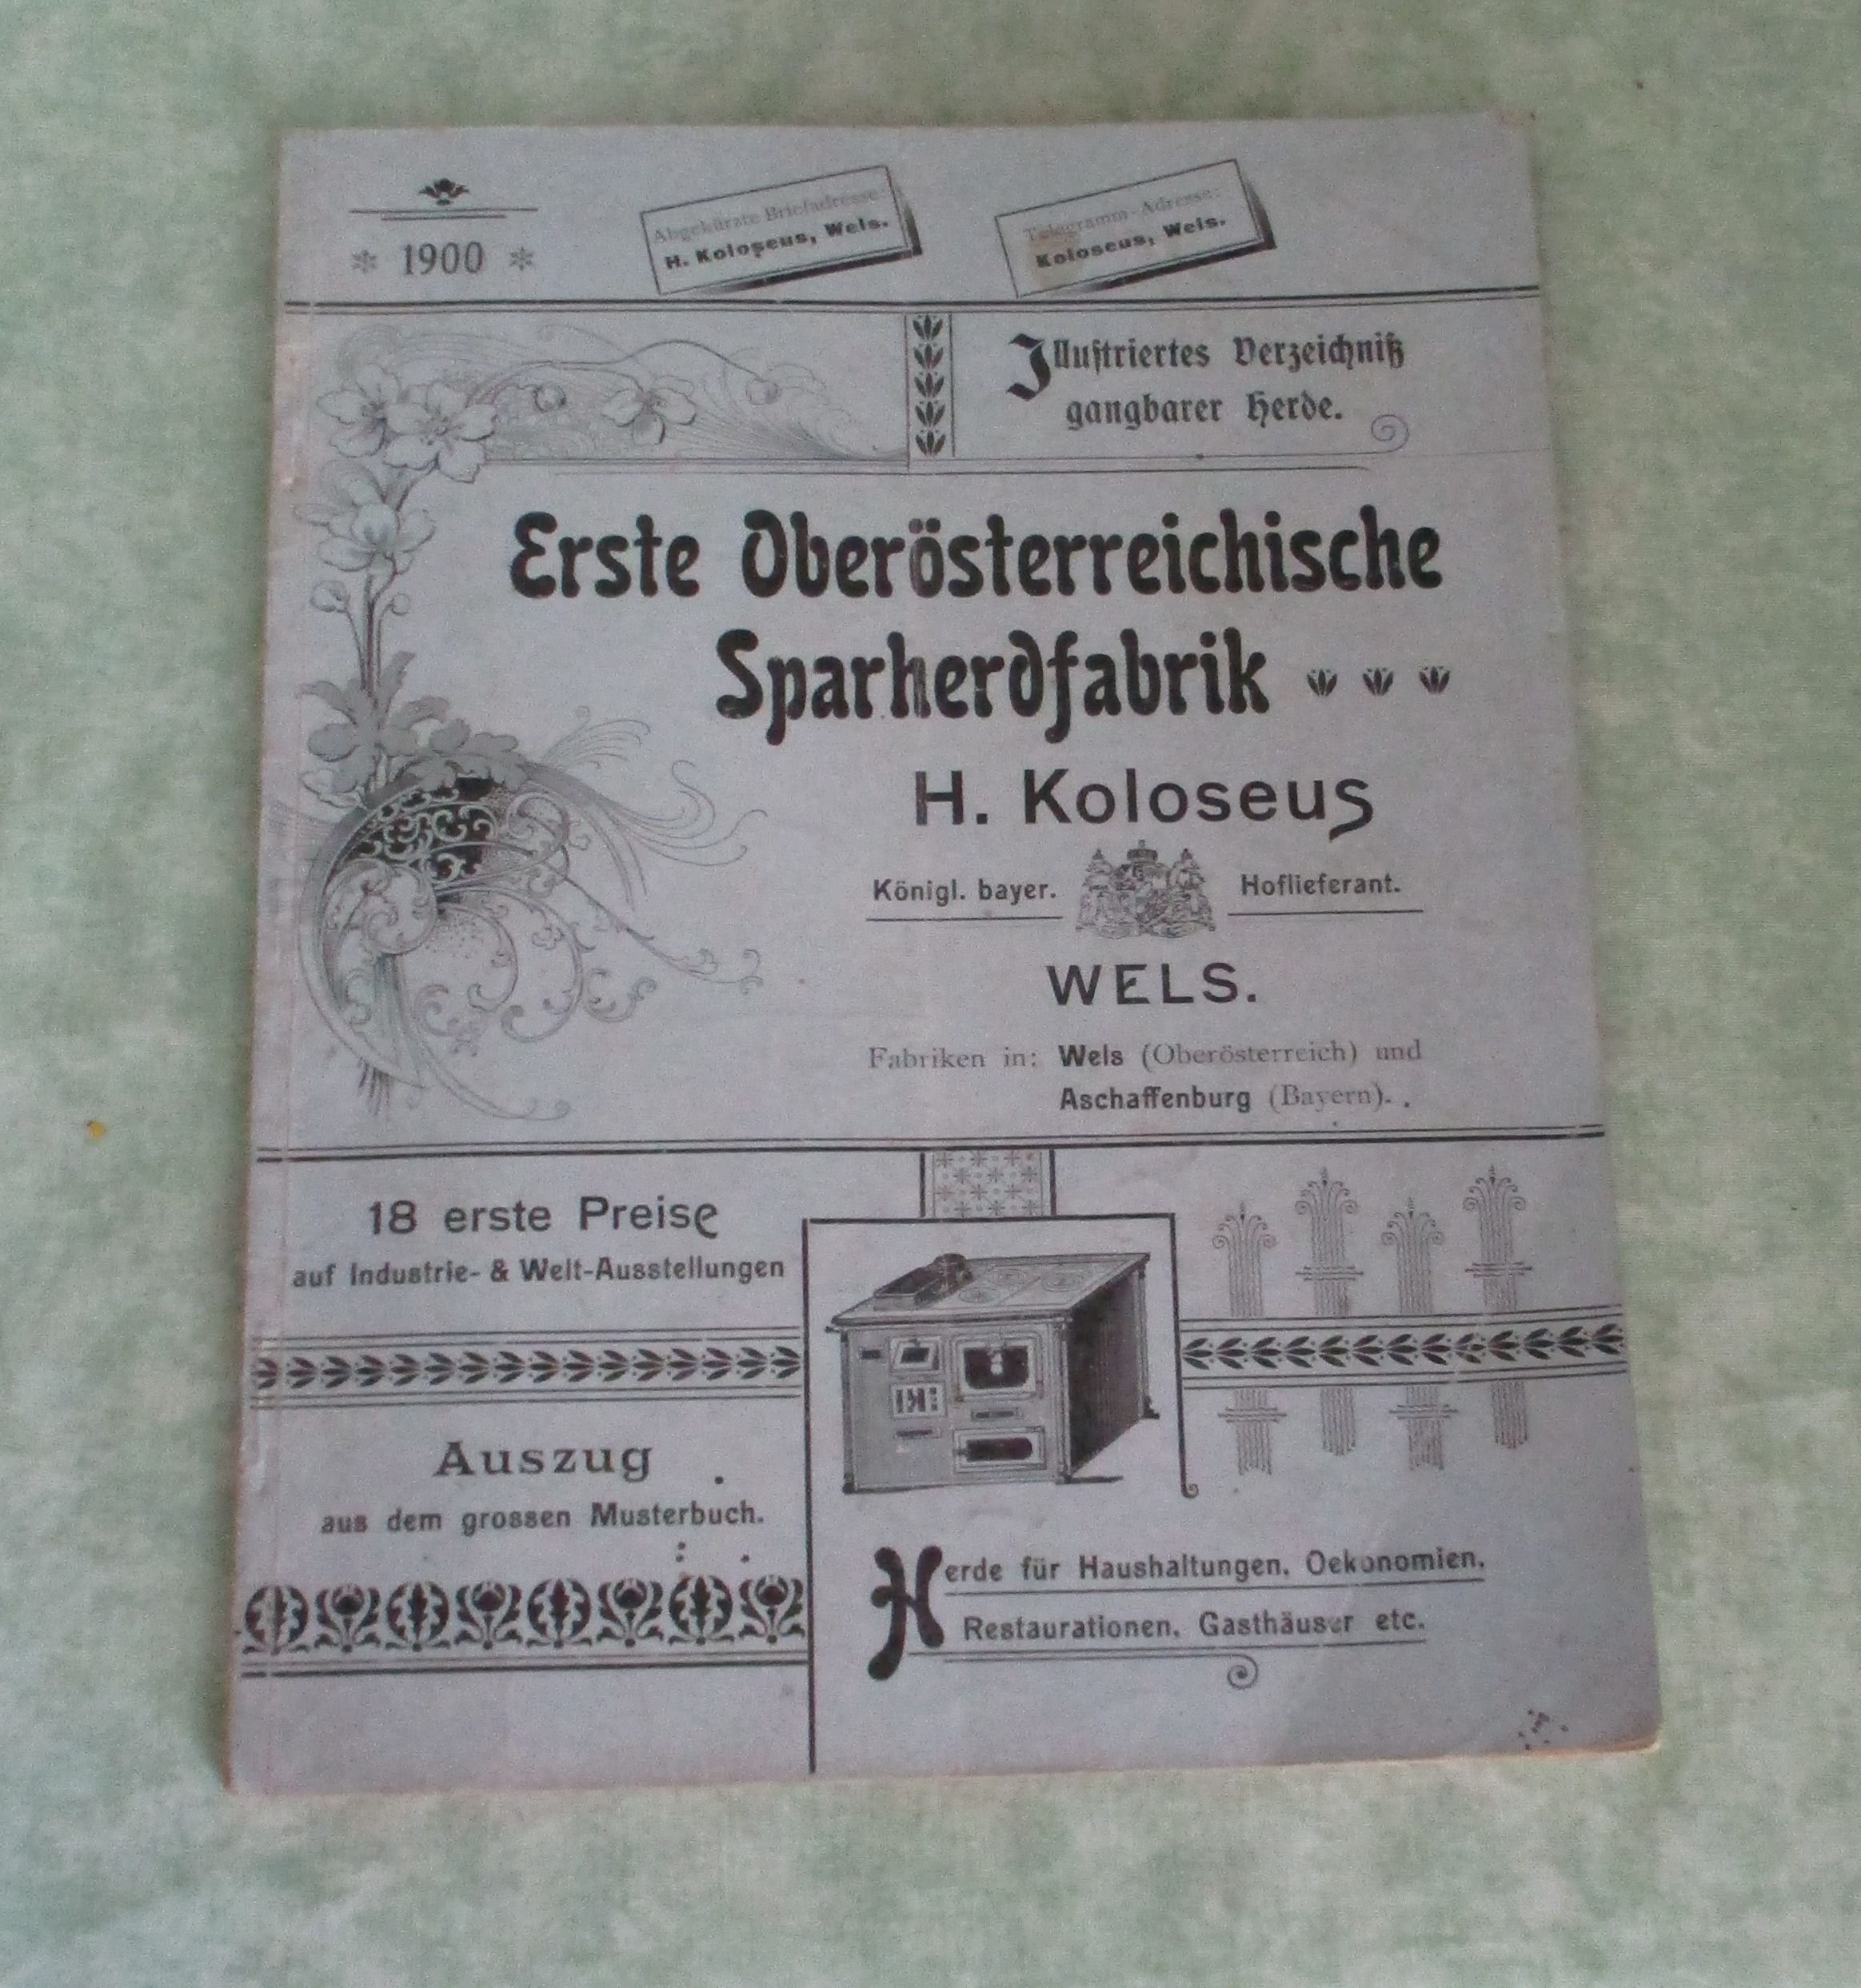 * 1900 *
Abgekürzte Briefadresse:
H. Koloseus, Wels.
Telegramm-Adresse:
Koloseus, Wels.
Illustriertes Verzeichniß
gangbarer Herde.
Erste Oberösterreichische
Sparherdfabrik
H. Koloseus
Königl. bayer. Hoflieferant.
WELS.
Fabriken in: Wels (Oberösterreich) und
Aschaffenburg (Bayern).
18 erste Preise
auf Industrie- & Welt-Ausstellungen
Auszug
aus dem grossen Musterbuch.
Herde für Haushaltungen, Oekonomien,
Restaurationen, Gasthäuser etc.